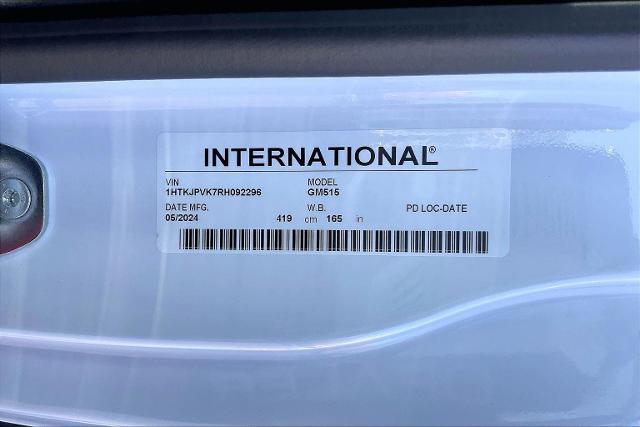 INTERNATIONAL®
VIN MODEL
1HTKJPVK7RH092296 GM515
DATE MFG. W.B. PD LOC-DATE
05/2024 419 cm 165 in